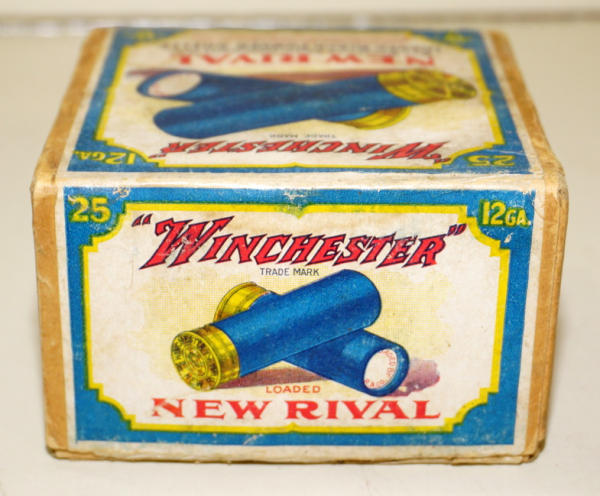 NEW RIVAL
TRADE MARK
"WINCHESTER"
12GA.
25
25
12GA.
"WINCHESTER"
TRADE MARK
LOADED
NEW RIVAL